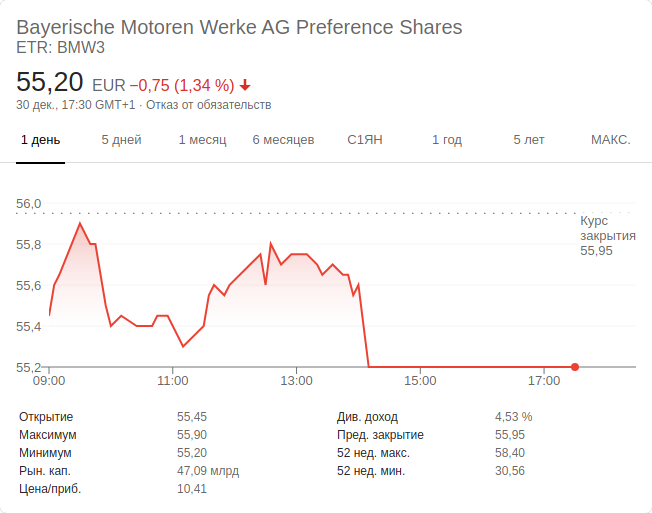 Bayerische Motoren Werke AG Preference Shares
ETR: BMW3
55,20 EUR −0,75 (1,34 %)
30 дек., 17:30 GMT+1 · Отказ от обязательств
1 день 5 дней 1 месяц 6 месяцев С1ЯН 1 год 5 лет МАКС.
56,0
Курс
закрытия
55,95
55,8
55,6
55,4
55,2
09:00 11:00 13:00 15:00 17:00
Открытие 55,45 Див. доход 4,53 %
Максимум 55,90 Пред. закрытие 55,95
Минимум 55,20 52 нед. макс. 58,40
Рын. кап. 47,09 млрд 52 нед. мин. 30,56
Цена/приб. 10,41